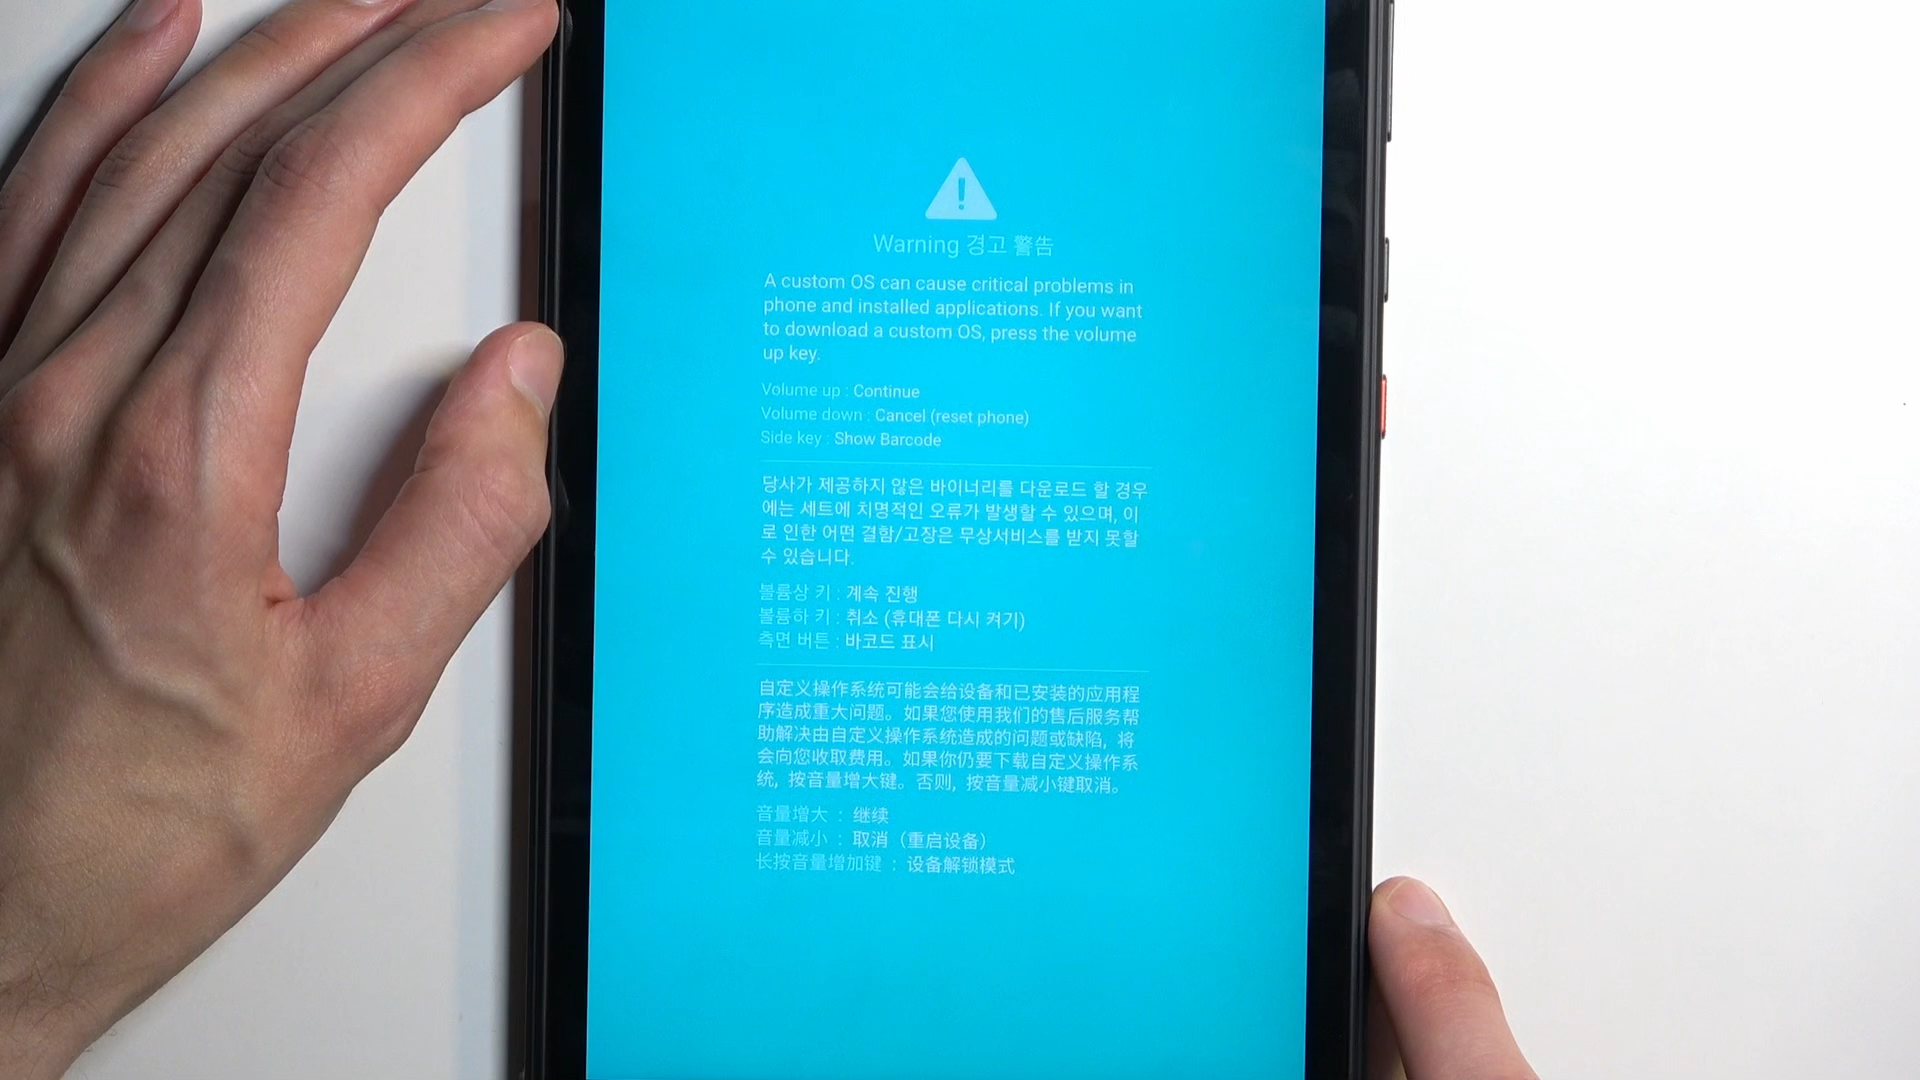 Warning 경고 警告
A custom OS can cause critical problems in
phone and installed applications. If you want
to download a custom OS, press the volume
up key.
Volume up : Continue
Volume down : Cancel (reset phone)
Side key : Show Barcode
당사가 제공하지 않은 바이너리를 다운로드 할 경우
에는 세트에 치명적인 오류가 발생할 수 있으며, 이
로 인한 어떤 결함/고장은 무상서비스를 받지 못할
수 있습니다.
볼륨상 키 : 계속 진행
볼륨하 키 : 취소 (휴대폰 다시 켜기)
측면 버튼 : 바코드 표시
自定义操作系统可能会给设备和已安装的应用程
序造成重大问题。如果您使用我们的售后服务帮
助解决由自定义操作系统造成的问题或缺陷, 将
会向您收取费用。如果你仍要下载自定义操作系
统, 按音量增大键。否则, 按音量减小键取消。
音量增大 : 继续
音量减小 : 取消（重启设备）
长按音量增加键 : 设备解锁模式